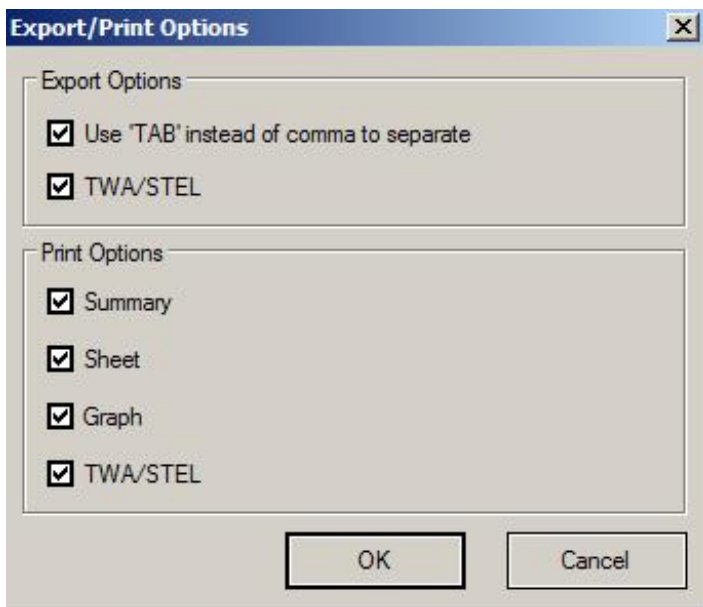 Export/Print Options
Export Options
Use "TAB" instead of comma to separate
TWA/STEL
Print Options
Summary
Sheet
Graph
TWA/STEL
OK Cancel